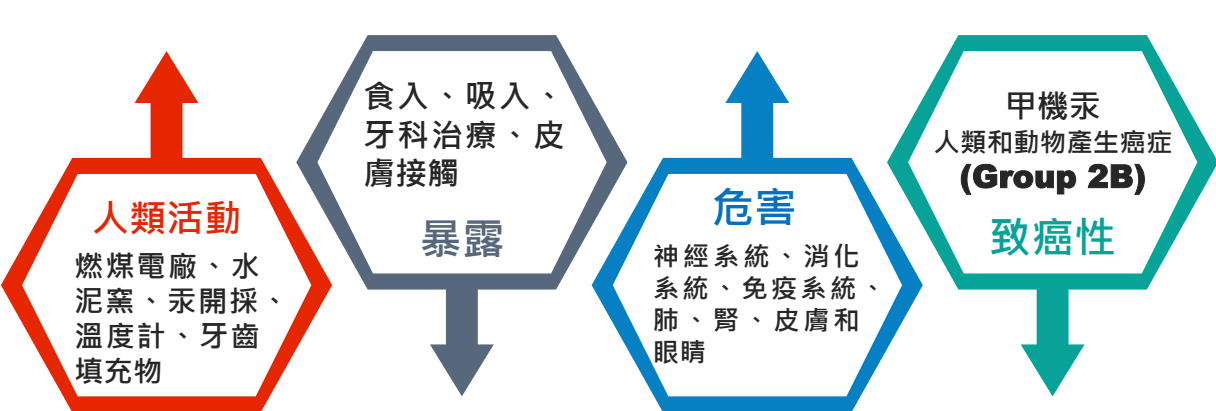 人類活動
燃煤電廠、水
泥窯、汞開採、
溫度計、牙齒
填充物
食入、吸入、
牙科治療、皮
膚接觸
暴露
危害
神經系統、消化
系統、免疫系統、
肺、腎、皮膚和
眼睛
甲機汞
人類和動物產生癌症
(Group 2B)
致癌性